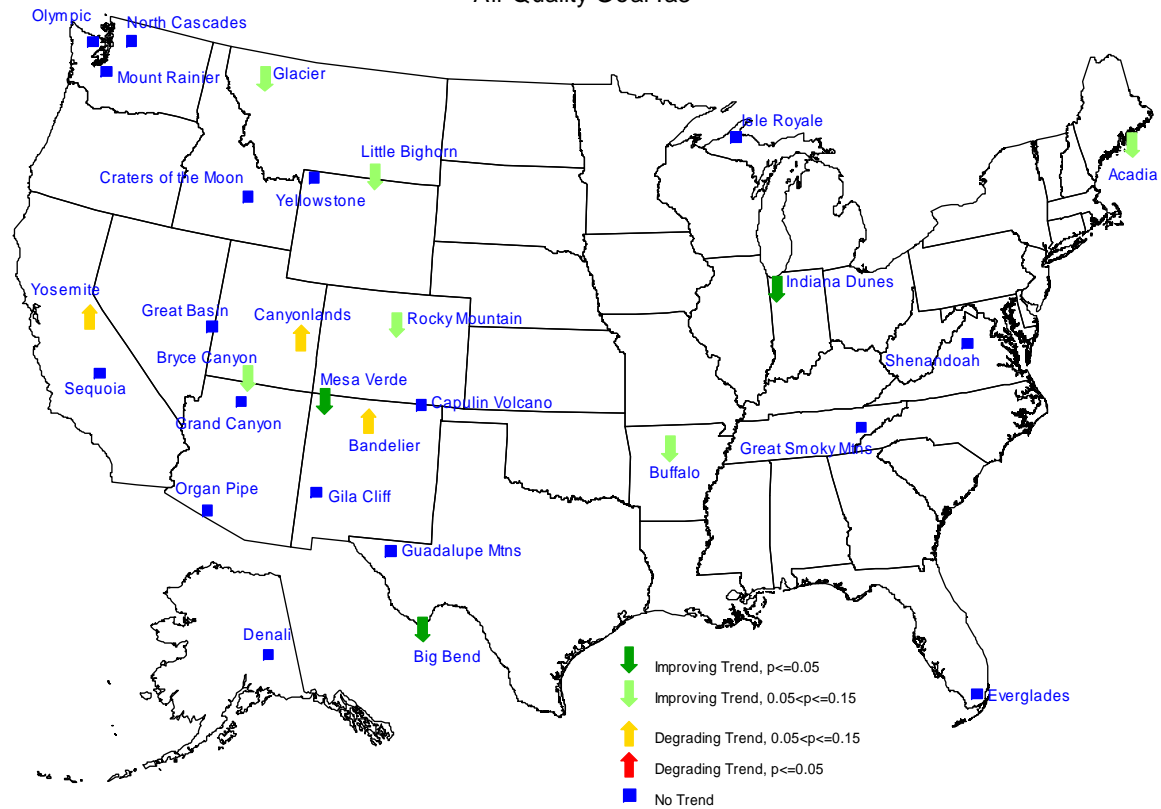 Olympic
North Cascades
Mount Rainier
Glacier
Isle Royale
Little Bighorn
Acadia
Craters of the Moon
Yellowstone
Indiana Dunes
Yosemite
Great Basin
Canyonlands
Rocky Mountain
Bryce Canyon
Shenandoah
Sequoia
Mesa Verde
Capulin Volcano
Grand Canyon
Bandelier
Great Smoky Mtns
Buffalo
Organ Pipe
Gila Cliff
Guadalupe Mtns
Denali
Big Bend
Everglades
Improving Trend, p<=0.05
Improving Trend, 0.05<p<=0.15
Degrading Trend, 0.05<p<=0.15
Degrading Trend, p<=0.05
No Trend